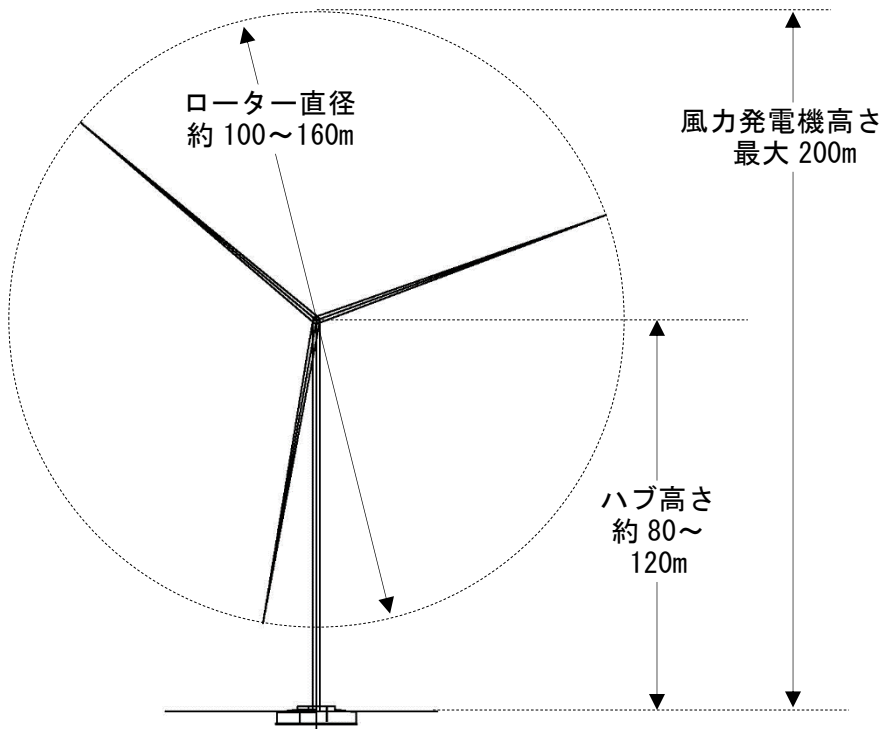 ローター直径
約 100～160m
風力発電機高さ
最大 200m
ハブ高さ
約 80～
120m